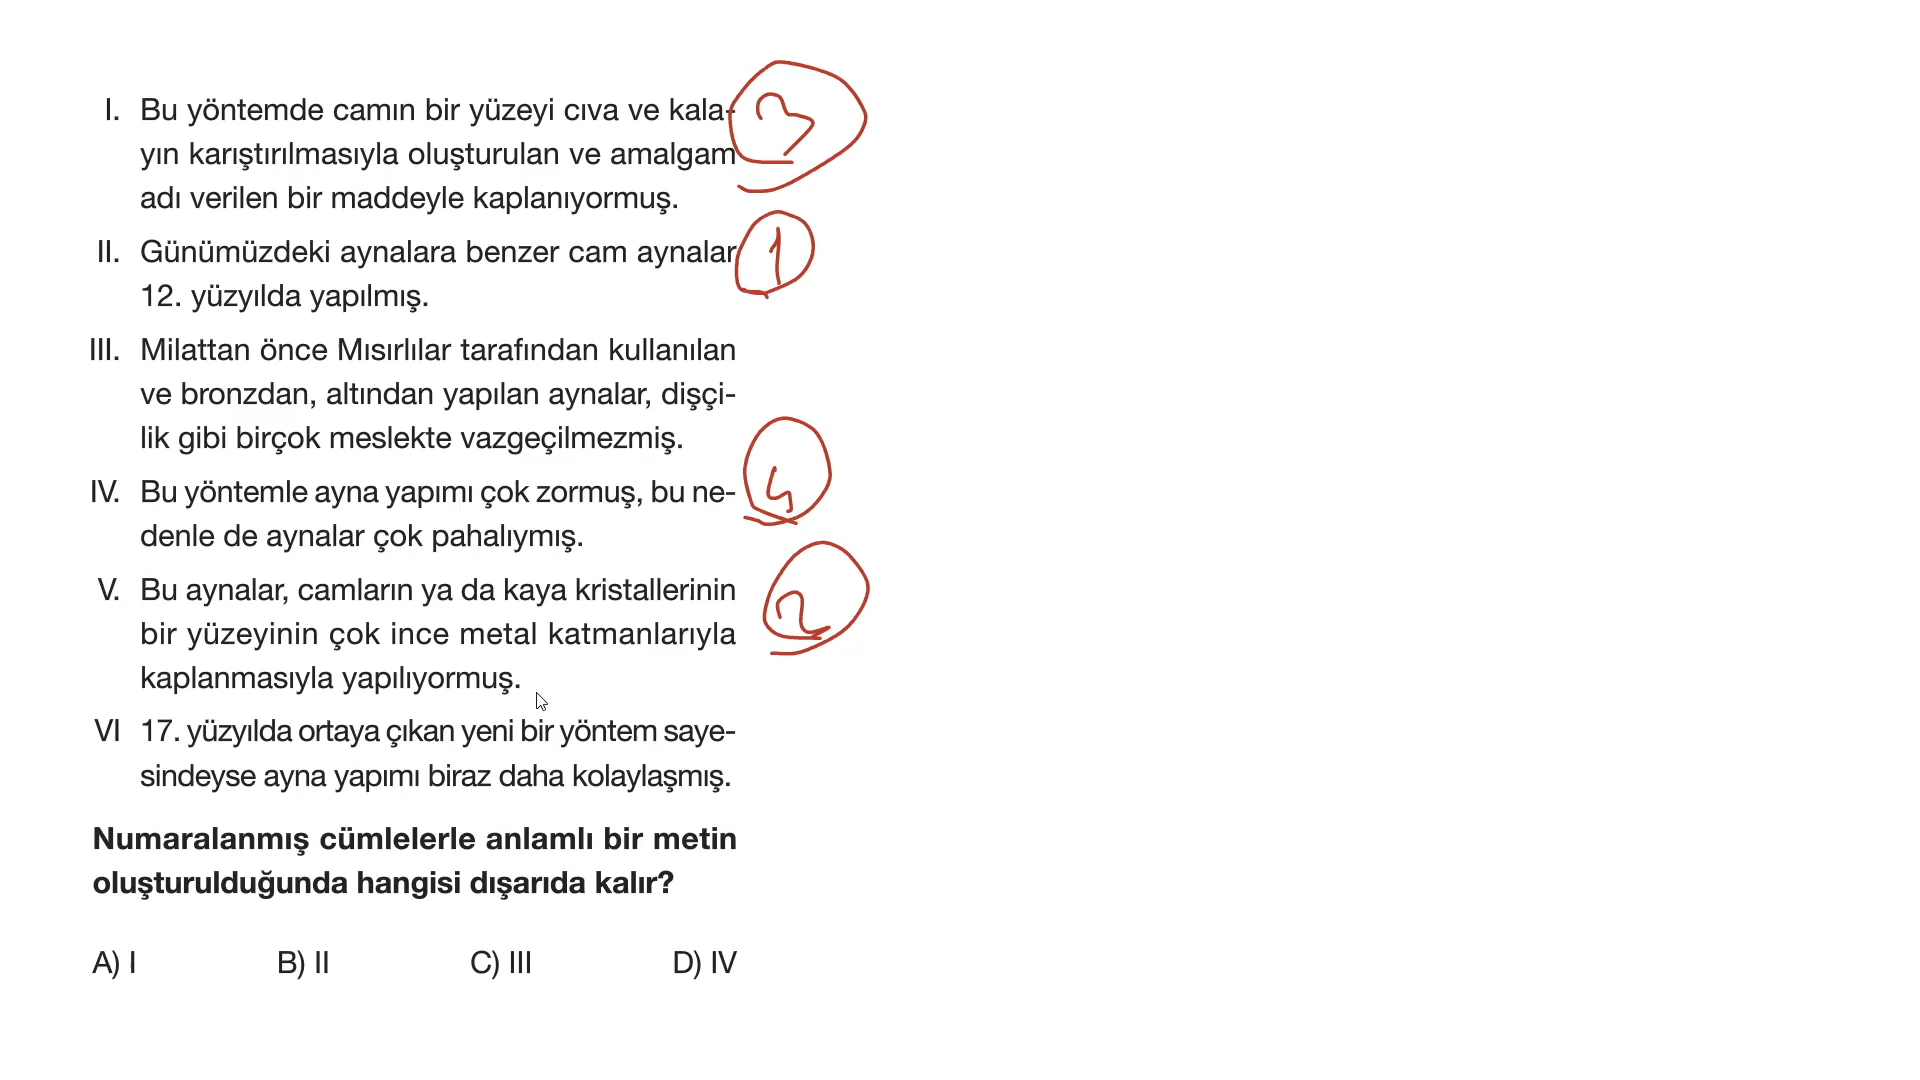 I. Bu yöntemde camın bir yüzeyi cıva ve kala- 3
yın karıştırılmasıyla oluşturulan ve amalgam
adı verilen bir maddeyle kaplanıyormuş.
II. Günümüzdeki aynalara benzer cam aynalar 1
12. yüzyılda yapılmış.
III. Milattan önce Mısırlılar tarafından kullanılan
ve bronzdan, altından yapılan aynalar, dişçi-
lik gibi birçok meslekte vazgeçilmezmiş.
IV. Bu yöntemle ayna yapımı çok zormuş, bu ne- 4
denle de aynalar çok pahalıymış.
V. Bu aynalar, camların ya da kaya kristallerinin 2
bir yüzeyinin çok ince metal katmanlarıyla
kaplanmasıyla yapılıyormuş.
VI 17. yüzyılda ortaya çıkan yeni bir yöntem saye-
sindeyse ayna yapımı biraz daha kolaylaşmış.
Numaralanmış cümlelerle anlamlı bir metin
oluşturulduğunda hangisi dışarıda kalır?
A) I B) II C) III D) IV